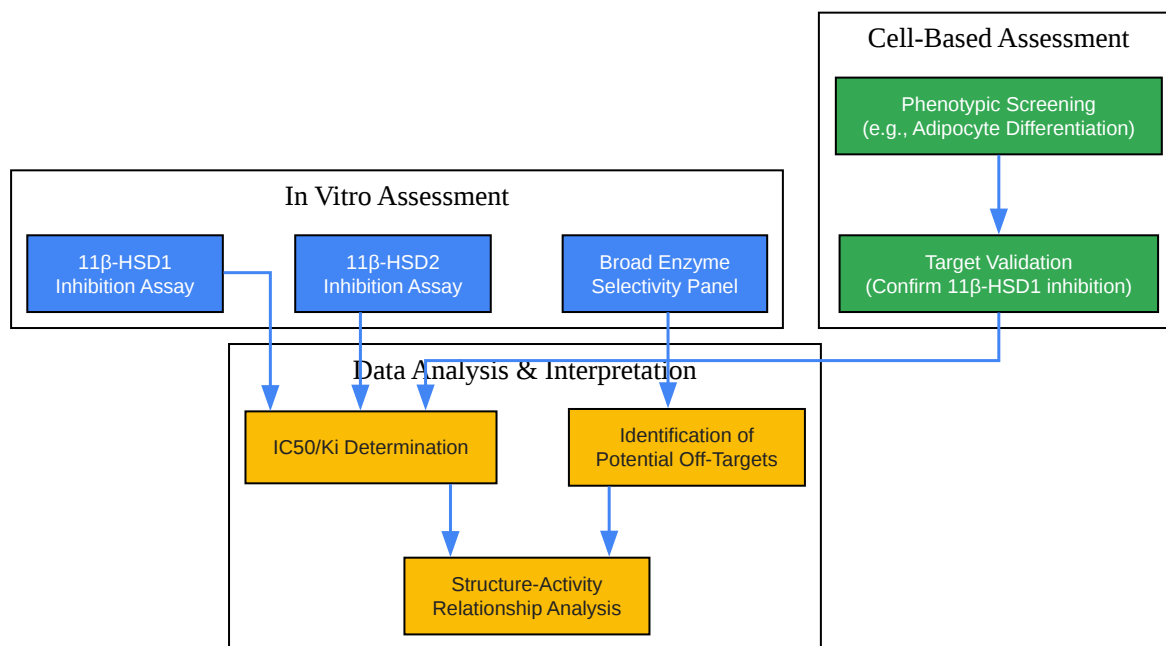 Cell-Based Assessment
Phenotypic Screening
(e.g., Adipocyte Differentiation)
Target Validation
(Confirm 11β-HSD1 inhibition)
In Vitro Assessment
11β-HSD1
Inhibition Assay
11β-HSD2
Inhibition Assay
Broad Enzyme
Selectivity Panel
Data Analysis & Interpretation
IC50/Ki Determination
Identification of
Potential Off-Targets
Structure-Activity
Relationship Analysis